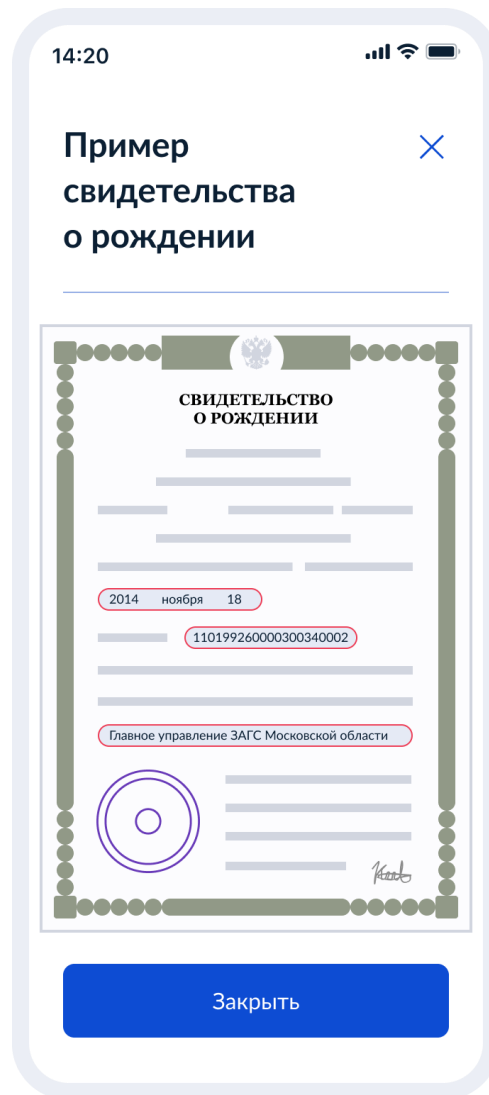 14:20
Пример
свидетельства
о рождении
СВИДЕТЕЛЬСТВО
О РОЖДЕНИИ
2014 ноября 18
110199260000300340002
Главное управление ЗАГС Московской области
Закрыть